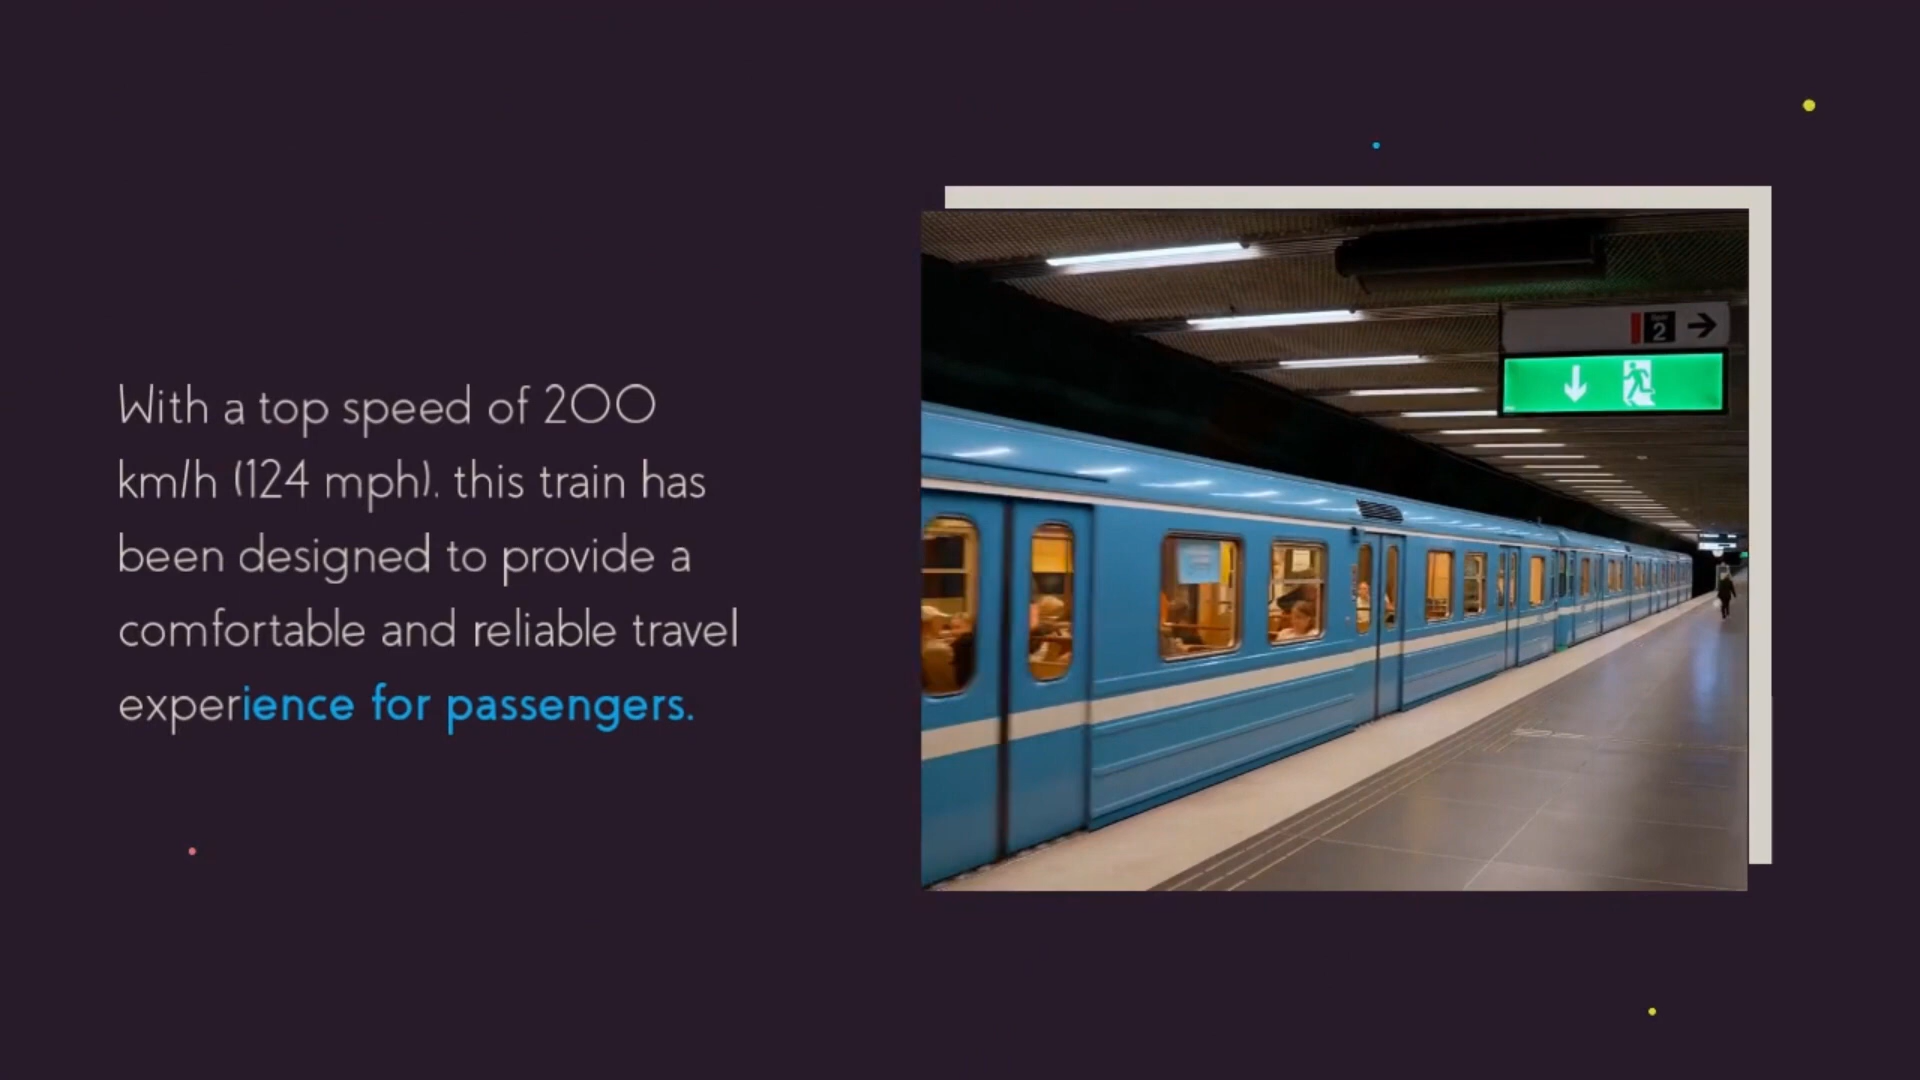 With a top speed of 200
km/h (124 mph). this train has
been designed to provide a
comfortable and reliable travel
experience for passengers.
2